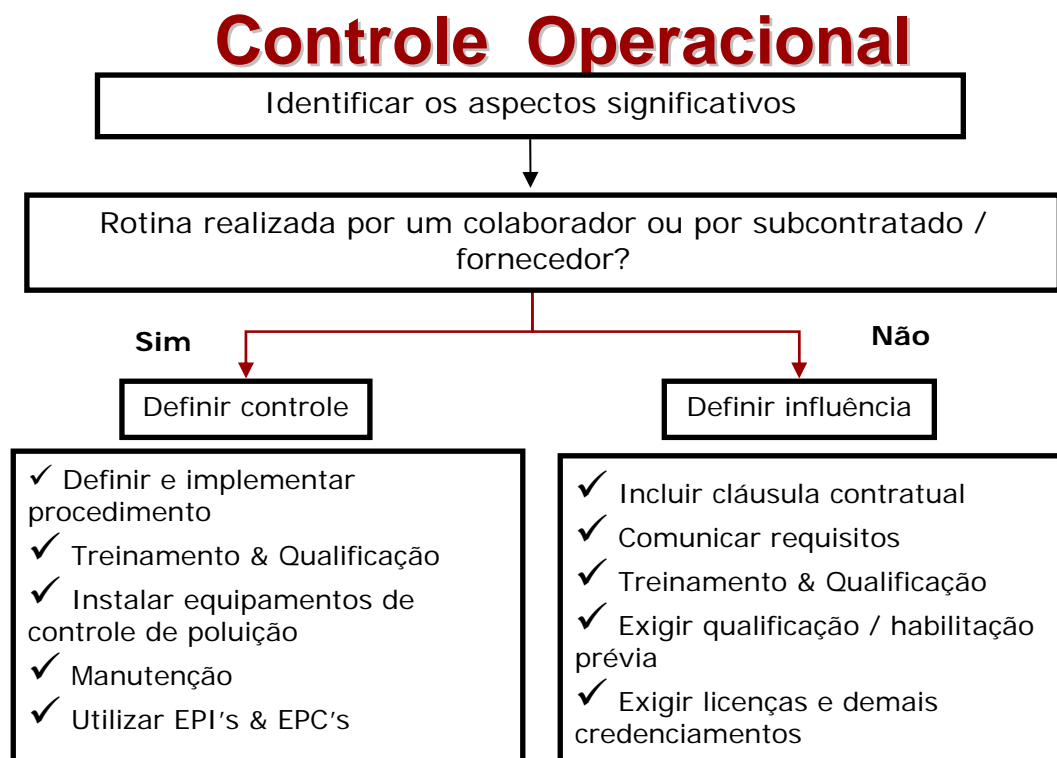 Controle Operacional
Identificar os aspectos significativos
Rotina realizada por um colaborador ou por subcontratado /
fornecedor?
Sim
Não
Definir controle
Definir influência
✓ Definir e implementar
procedimento
✓ Treinamento & Qualificação
✓ Instalar equipamentos de
controle de poluição
✓ Manutenção
✓ Utilizar EPI's & EPC's
✓ Incluir cláusula contratual
✓ Comunicar requisitos
✓ Treinamento & Qualificação
✓ Exigir qualificação / habilitação
prévia
✓ Exigir licenças e demais
credenciamentos